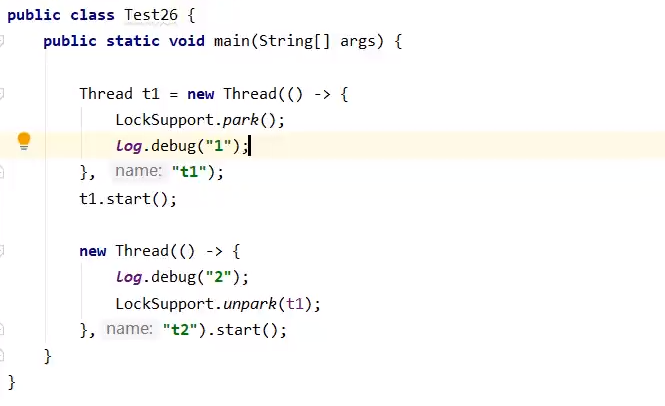 public class Test26 {
    public static void main(String[] args) {
        Thread t1 = new Thread(() -> {
            LockSupport.park();
            log.debug("1");
        }, name: "t1");
        t1.start();
        new Thread(() -> {
            log.debug("2");
            LockSupport.unpark(t1);
        }, name: "t2").start();
    }
}